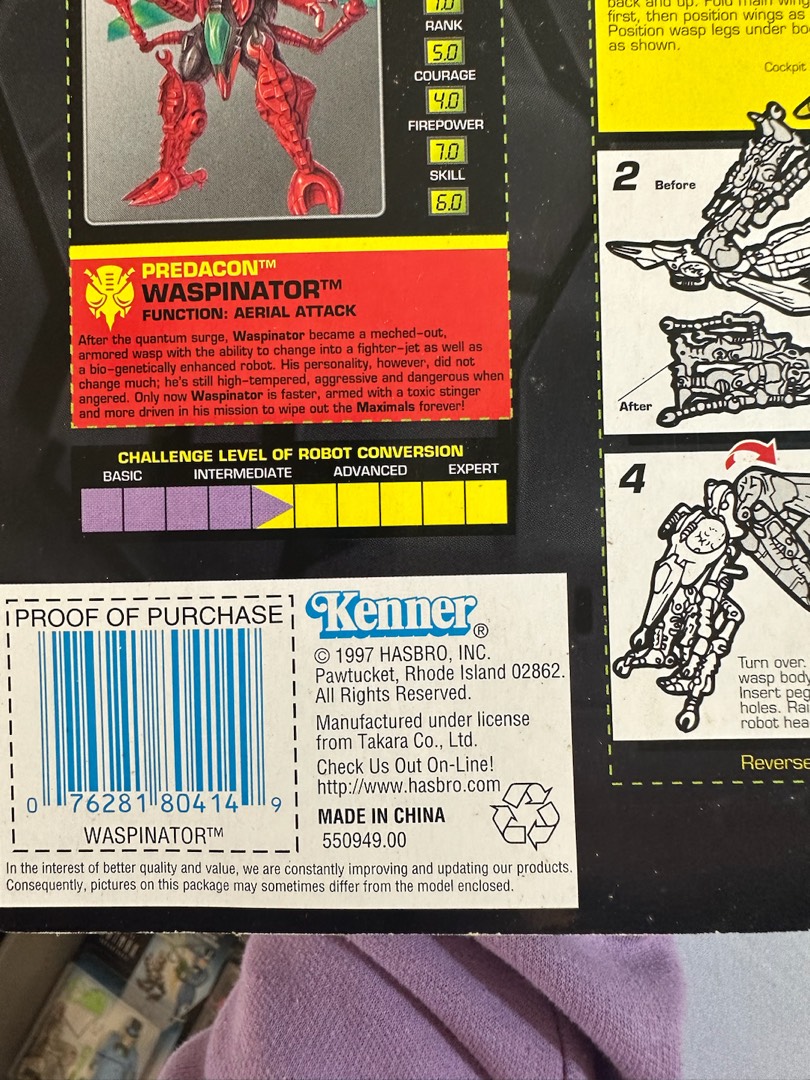 7.0
RANK
5.0
COURAGE
4.0
FIREPOWER
7.0
SKILL
6.0
PREDACON™
WASPINATOR™
FUNCTION: AERIAL ATTACK
After the quantum surge, Waspinator became a meched-out,
armored wasp with the ability to change into a fighter-jet as well as
a bio-genetically enhanced robot. His personality, however, did not
change much; he's still high-tempered, aggressive and dangerous when
angered. Only now Waspinator is faster, armed with a toxic stinger
and more driven in his mission to wipe out the Maximals forever!
CHALLENGE LEVEL OF ROBOT CONVERSION
BASIC INTERMEDIATE ADVANCED EXPERT
PROOF OF PURCHASE
0 76281 80414 9
WASPINATOR™
Kenner®
© 1997 HASBRO, INC.
Pawtucket, Rhode Island 02862.
All Rights Reserved.
Manufactured under license
from Takara Co., Ltd.
Check Us Out On-Line!
http://www.hasbro.com
MADE IN CHINA
550949.00
In the interest of better quality and value, we are constantly improving and updating our products.
Consequently, pictures on this package may sometimes differ from the model enclosed.
back and up. Fold main wing
first, then position wings as
Position wasp legs under bo
as shown.
Cockpit
2 Before
After
4
Turn over.
wasp body
Insert peg
holes. Rai
robot hea
Reverse